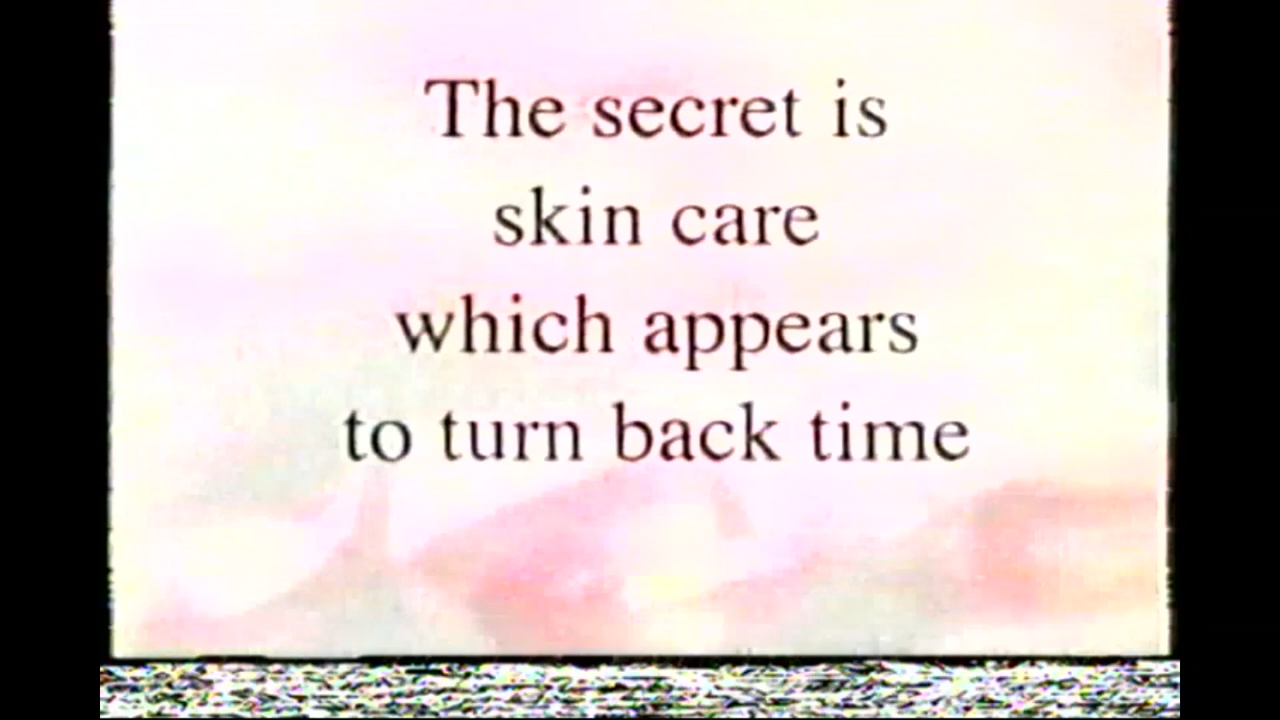 The secret is
skin care
which appears
to turn back time